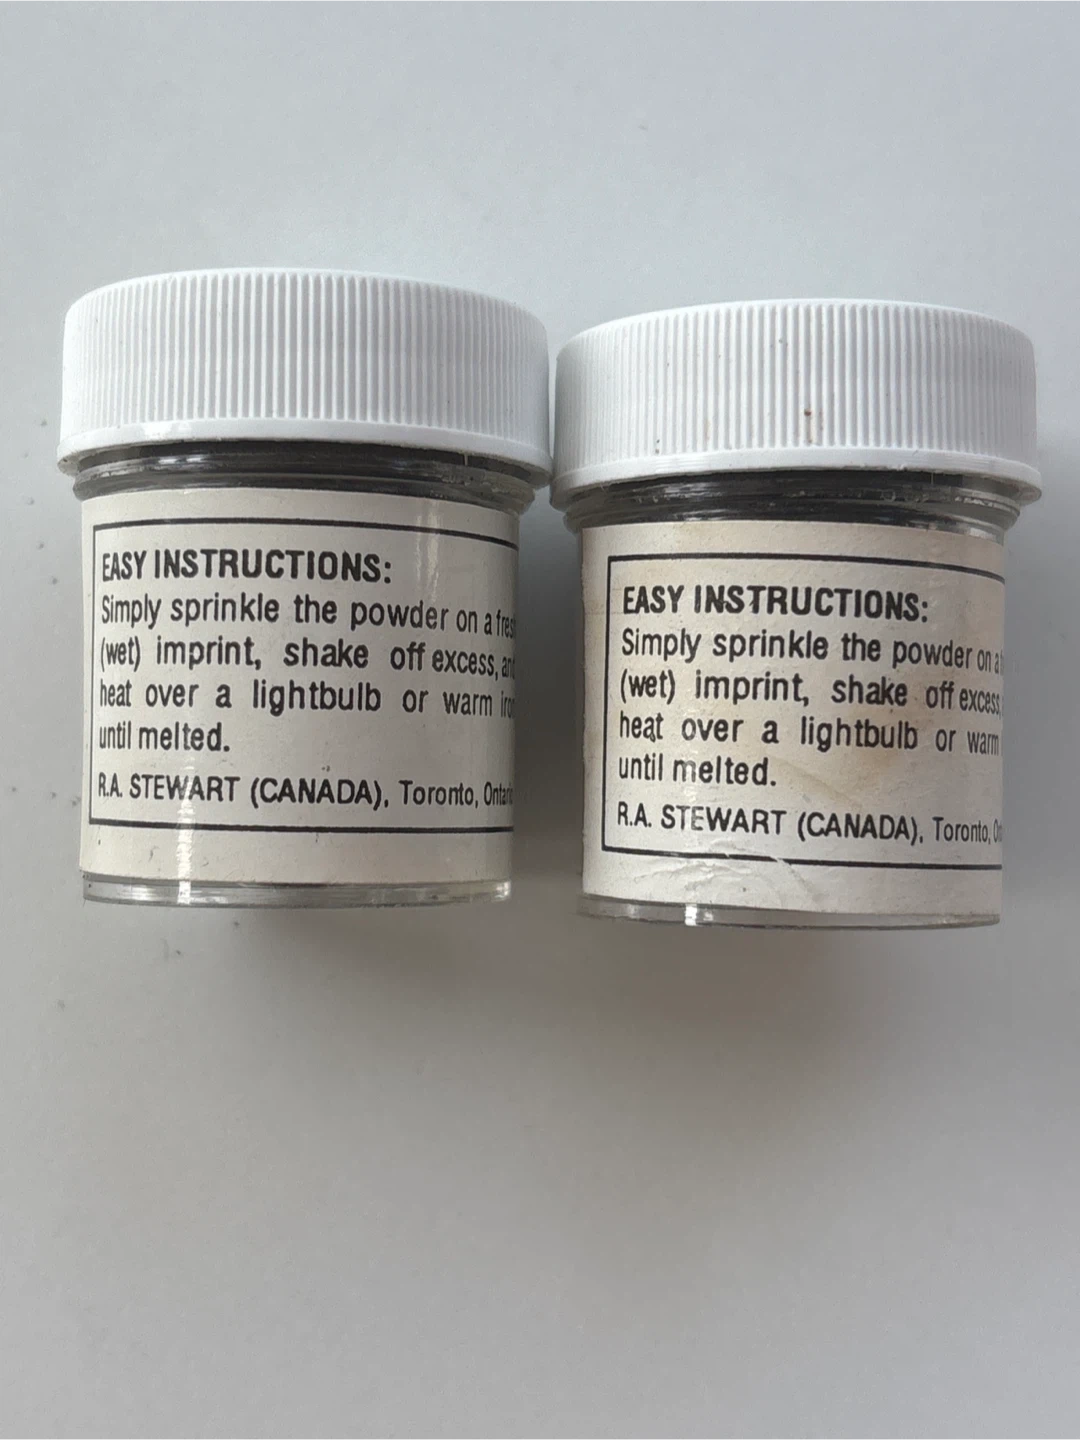 EASY INSTRUCTIONS:
Simply sprinkle the powder on a
(wet) imprint, shake off excess,
heat over a lightbulb or warm
until melted.
R.A. STEWART (CANADA), Toronto,
EASY INSTRUCTIONS:
Simply sprinkle the powder on a
(wet) imprint, shake off excess,
heat over a lightbulb or warm
until melted.
R.A. STEWART (CANADA), Toronto,